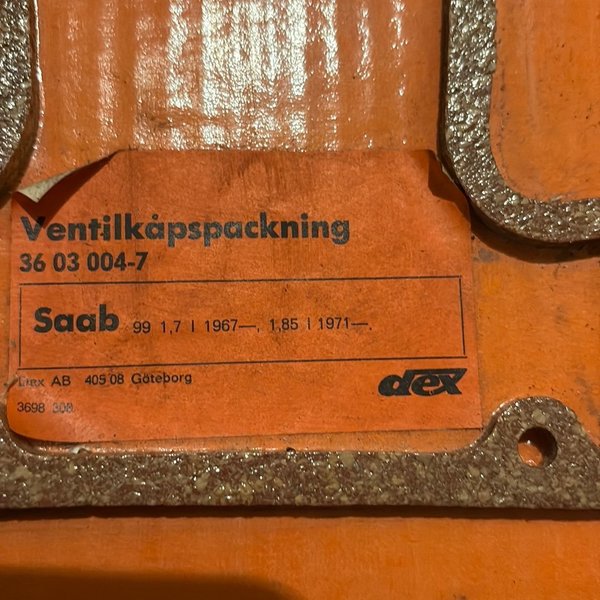 Ventilkåpspackning
36 03 004-7
Saab 99 1,7 l 1967—, 1,85 l 1971—.
Dex AB 405 08 Göteborg
dex
3698 308